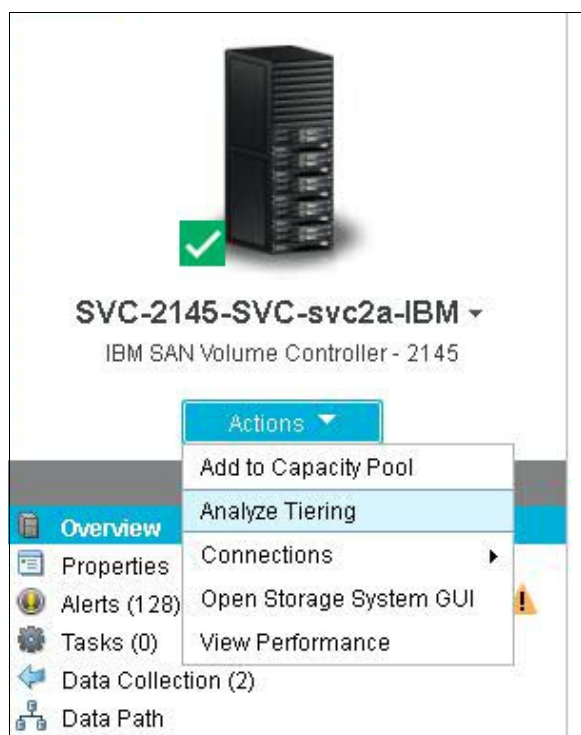 SVC-2145-SVC-svc2a-IBM
IBM SAN Volume Controller - 2145
Actions
Add to Capacity Pool
Analyze Tiering
Connections
Open Storage System GUI
View Performance
Overview
Properties
Alerts (128)
Tasks (0)
Data Collection (2)
Data Path